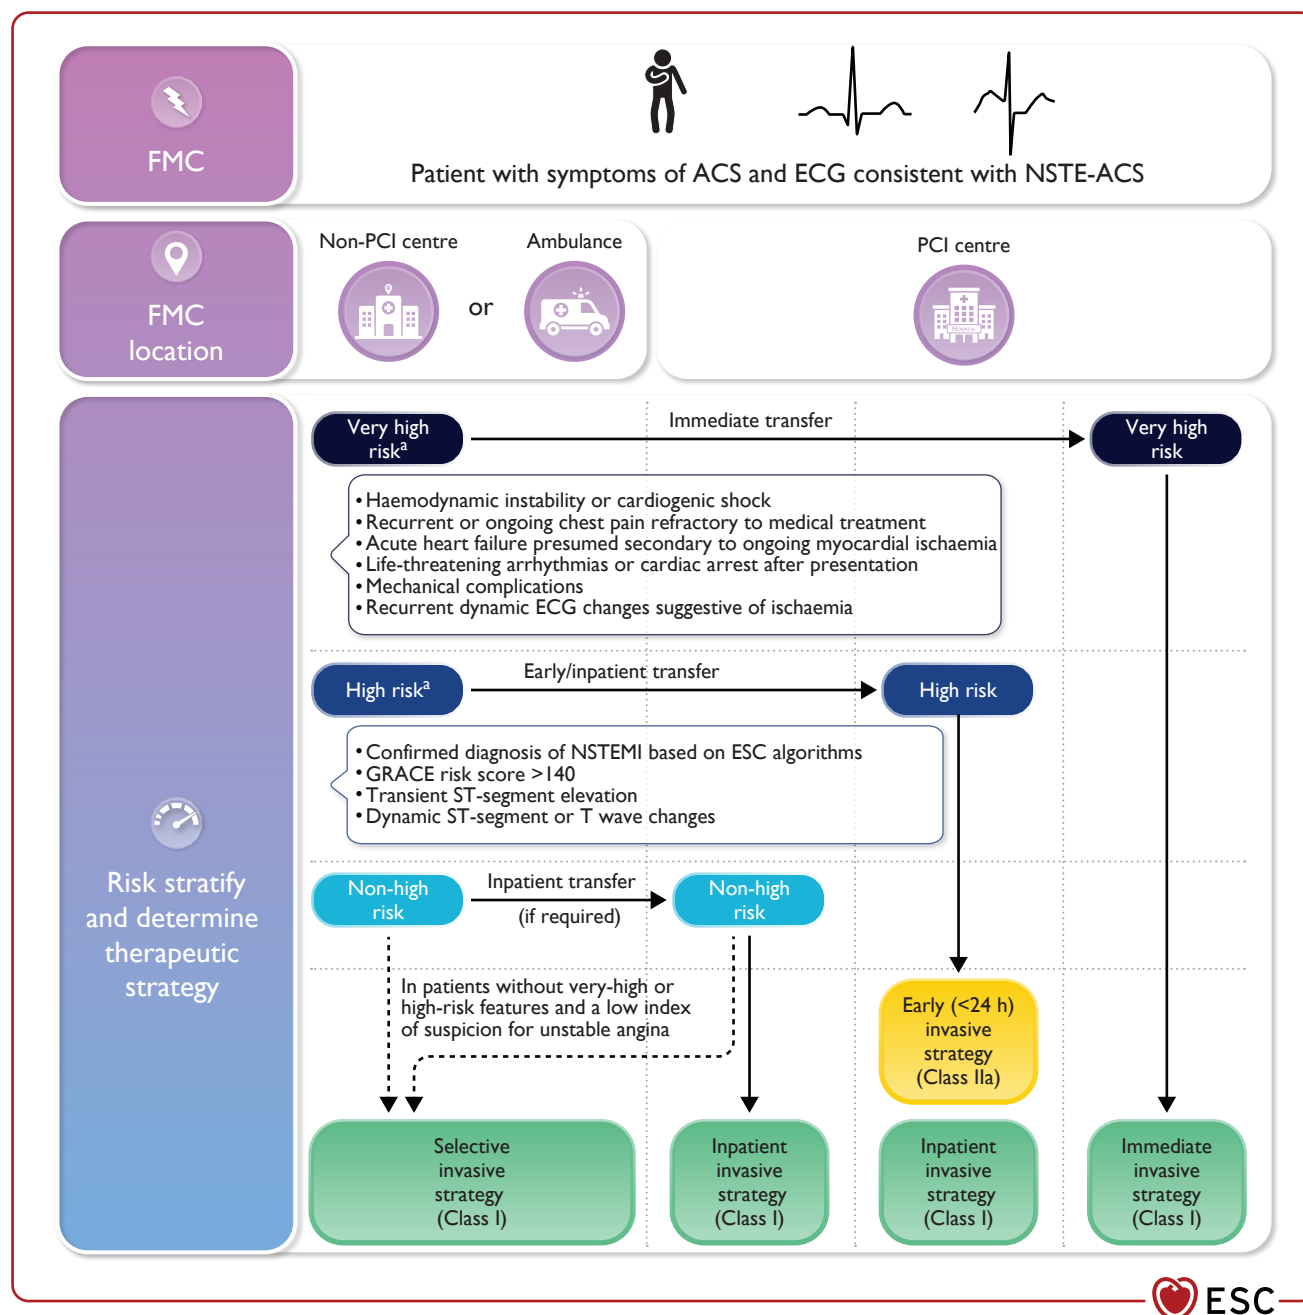 FMC
Patient with symptoms of ACS and ECG consistent with NSTE-ACS
FMC
location
Non-PCI centre
or
Ambulance
PCI centre
HOSPITAL
Risk stratify
and determine
therapeutic
strategy
Very high
riskᵃ
Immediate transfer
Very high
risk
• Haemodynamic instability or cardiogenic shock
• Recurrent or ongoing chest pain refractory to medical treatment
• Acute heart failure presumed secondary to ongoing myocardial ischaemia
• Life-threatening arrhythmias or cardiac arrest after presentation
• Mechanical complications
• Recurrent dynamic ECG changes suggestive of ischaemia
High riskᵃ
Early/inpatient transfer
High risk
• Confirmed diagnosis of NSTEMI based on ESC algorithms
• GRACE risk score >140
• Transient ST-segment elevation
• Dynamic ST-segment or T wave changes
Non-high
risk
Inpatient transfer
(if required)
Non-high
risk
In patients without very-high or
high-risk features and a low index
of suspicion for unstable angina
Early (<24 h)
invasive
strategy
(Class IIa)
Selective
invasive
strategy
(Class I)
Inpatient
invasive
strategy
(Class I)
Inpatient
invasive
strategy
(Class I)
Immediate
invasive
strategy
(Class I)
ESC